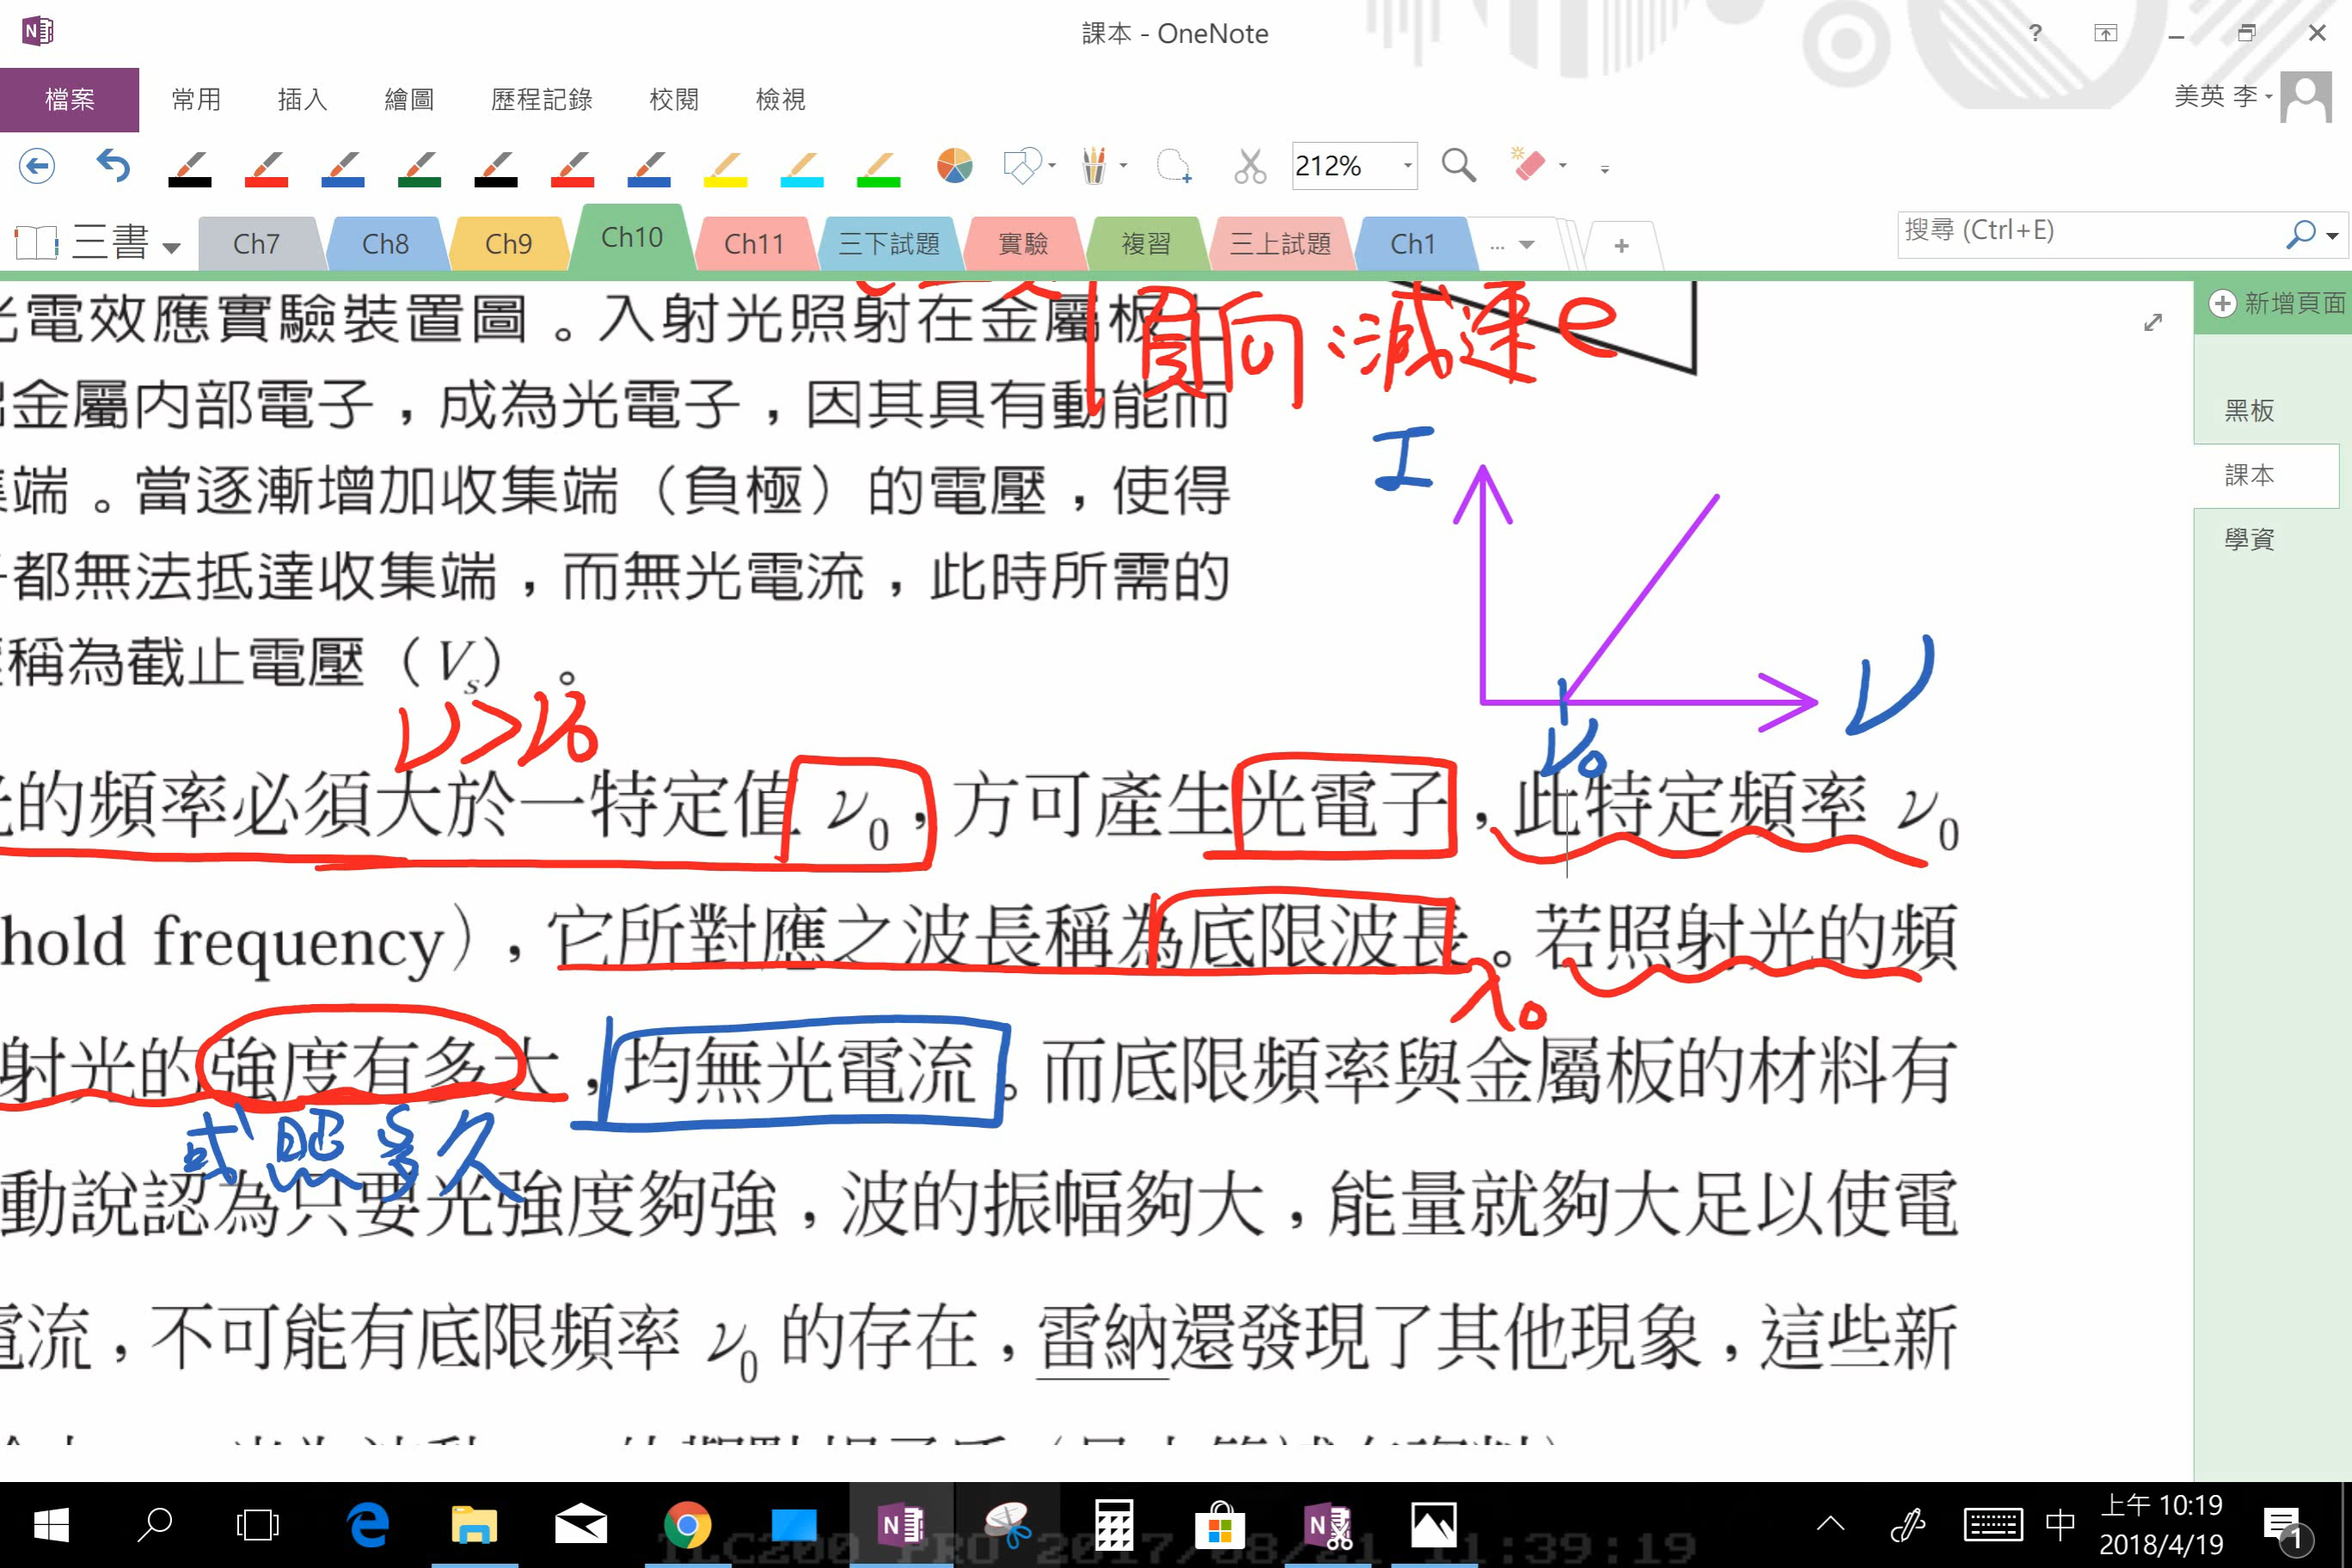 課本 - OneNote
?
檔案 常用 插入 繪圖 歷程記錄 校閱 檢視
美英 李
212%
三書 Ch7 Ch8 Ch9 Ch10 Ch11 三下試題 實驗 複習 三上試題 Ch1 ... +
搜尋 (Ctrl+E)
新增頁面
黑板
課本
學資
負向:減速e
電效應實驗裝置圖。入射光照射在金屬板上
金屬內部電子,成為光電子,因其具有動能而
端。當逐漸增加收集端(負極)的電壓,使得
都無法抵達收集端,而無光電流,此時所需的
稱為截止電壓(Vs)。
I
ν
ν0
ν>ν0
的頻率必須大於一特定值 ν0,方可產生光電子,此特定頻率 ν0
hold frequency),它所對應之波長稱為底限波長。若照射光的頻
λ0
射光的強度有多大,均無光電流。而底限頻率與金屬板的材料有
或照多久
動說認為只要光強度夠強,波的振幅夠大,能量就夠大足以使電
電流,不可能有底限頻率 ν0 的存在,雷納還發現了其他現象,這些新
中
上午 10:19
2018/4/19
1
TLC200 PRO 2017/08/21 11:39:19